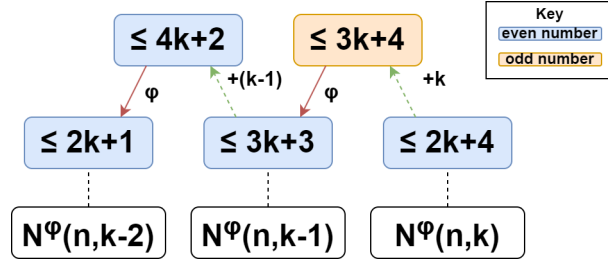 ≤ 4k+2
≤ 3k+4
Key
even number
odd number
φ
+(k-1)
φ
+k
≤ 2k+1
≤ 3k+3
≤ 2k+4
Nᵠ(n,k-2)
Nᵠ(n,k-1)
Nᵠ(n,k)